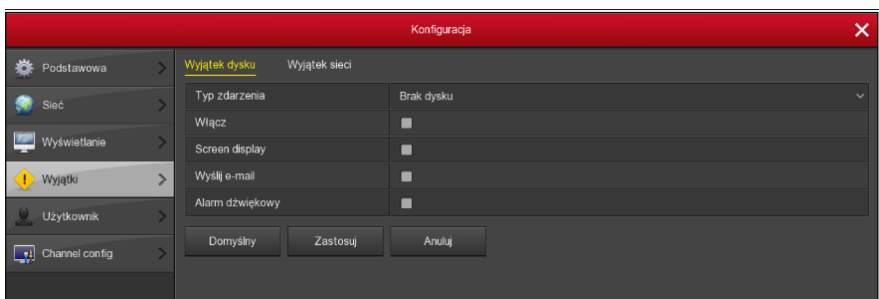 Konfiguracja
Podstawowa
Sieć
Wyświetlanie
Wyjątki
Użytkownik
Channel config
Wyjątek dysku Wyjątek sieci
Typ zdarzenia Brak dysku
Włącz
Screen display
Wyślij e-mail
Alarm dźwiękowy
Domyślny Zastosuj Anuluj